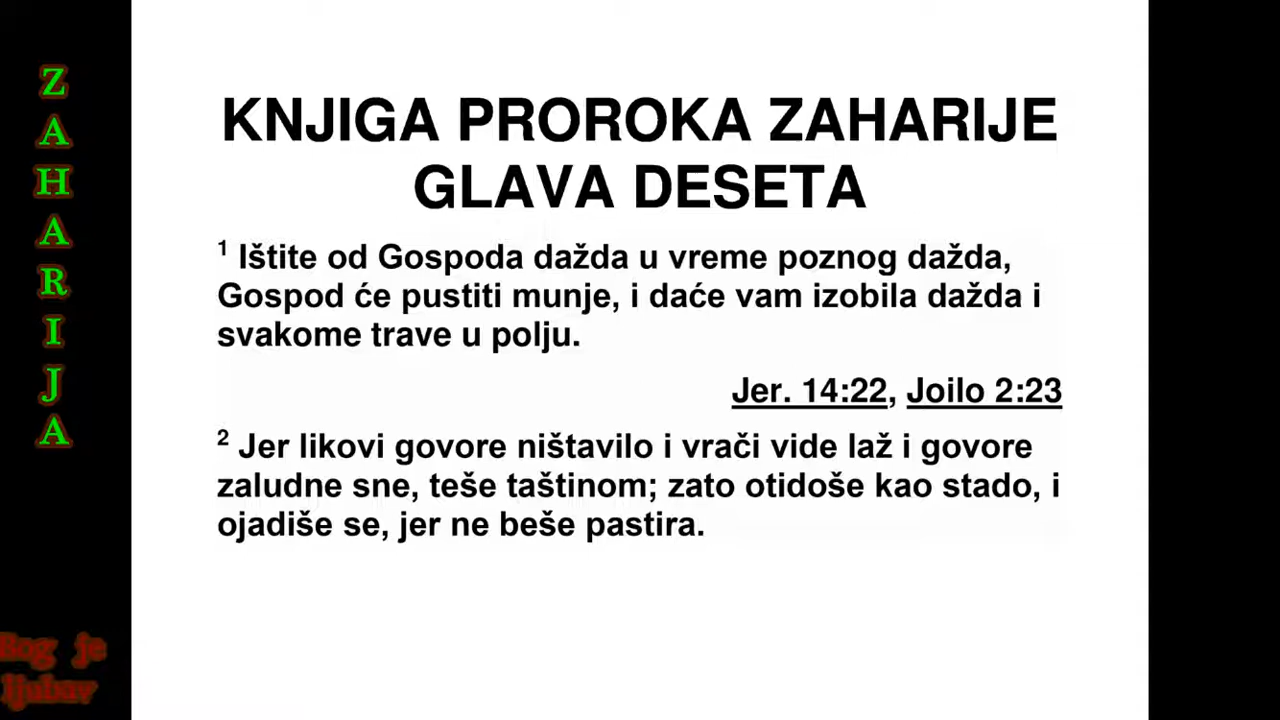 ZAHARIJA
KNJIGA PROROKA ZAHARIJE
GLAVA DESETA
1 Ištite od Gospoda dažda u vreme poznog dažda,
Gospod će pustiti munje, i daće vam izobila dažda i
svakome trave u polju.
Jer. 14:22, Joilo 2:23
2 Jer likovi govore ništavilo i vrači vide laž i govore
zaludne sne, teše taštinom; zato otidoše kao stado, i
ojadiše se, jer ne beše pastira.
Bog je
ljubav